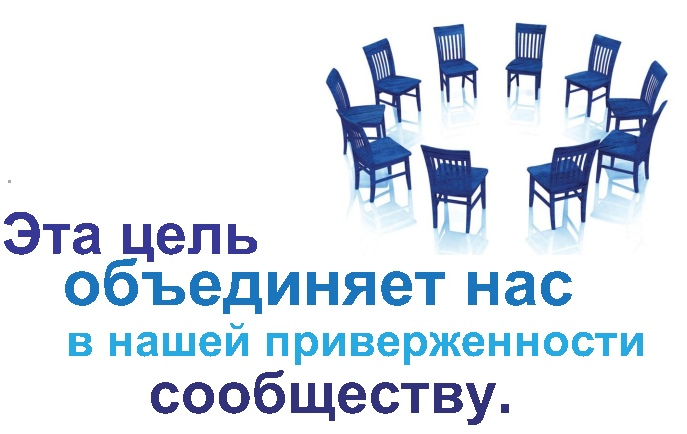 Эта цель
объединяет нас
в нашей приверженности
сообществу.